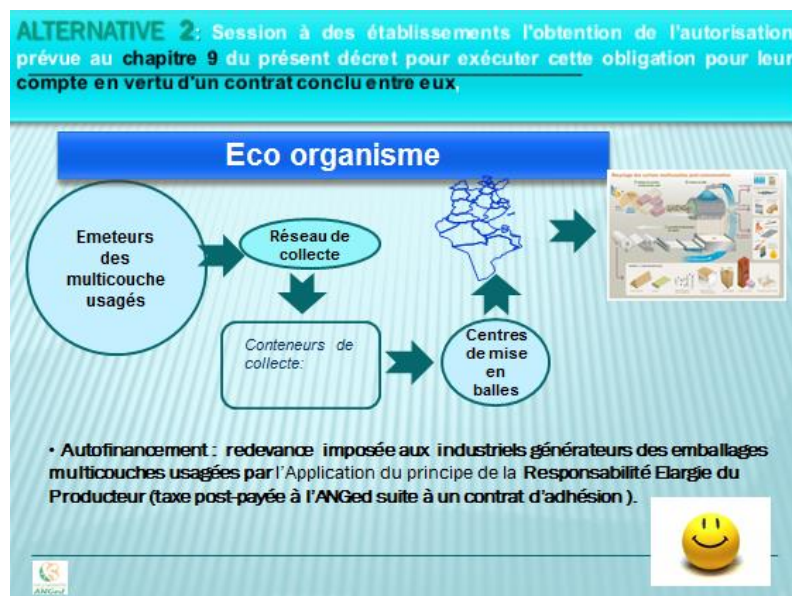 ALTERNATIVE 2: Session à des établissements l'obtention de l'autorisation
prévue au chapitre 9 du présent décret pour exécuter cette obligation pour leur
compte en vertu d'un contrat conclu entre eux,
Eco organisme
Emeteurs
des
multicouche
usagés
Réseau de
collecte
Conteneurs de
collecte:
Centres
de mise
en
balles
• Autofinancement : redevance imposée aux industriels générateurs des emballages
multicouches usagées par l'Application du principe de la Responsabilité Elargie du
Producteur (taxe post-payée à l'ANGed suite à un contrat d'adhésion ).
ANGed